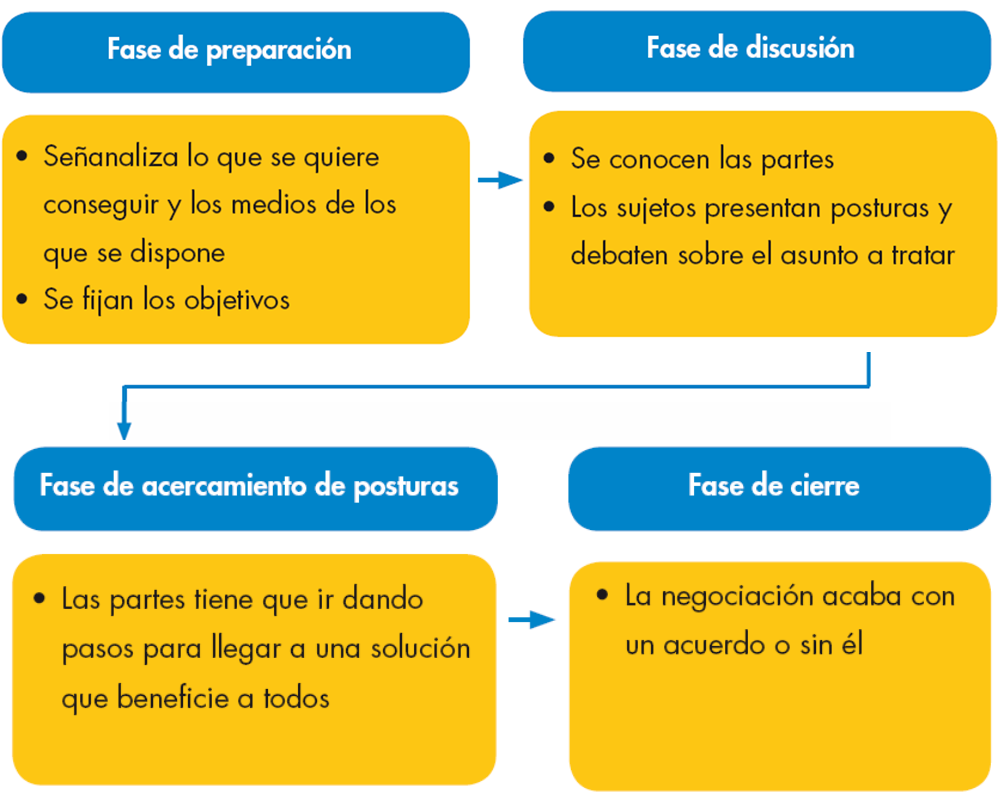 Fase de preparación
• Señanaliza lo que se quiere
conseguir y los medios de los
que se dispone
• Se fijan los objetivos
Fase de discusión
• Se conocen las partes
• Los sujetos presentan posturas y
debaten sobre el asunto a tratar
Fase de acercamiento de posturas
• Las partes tiene que ir dando
pasos para llegar a una solución
que beneficie a todos
Fase de cierre
• La negociación acaba con
un acuerdo o sin él